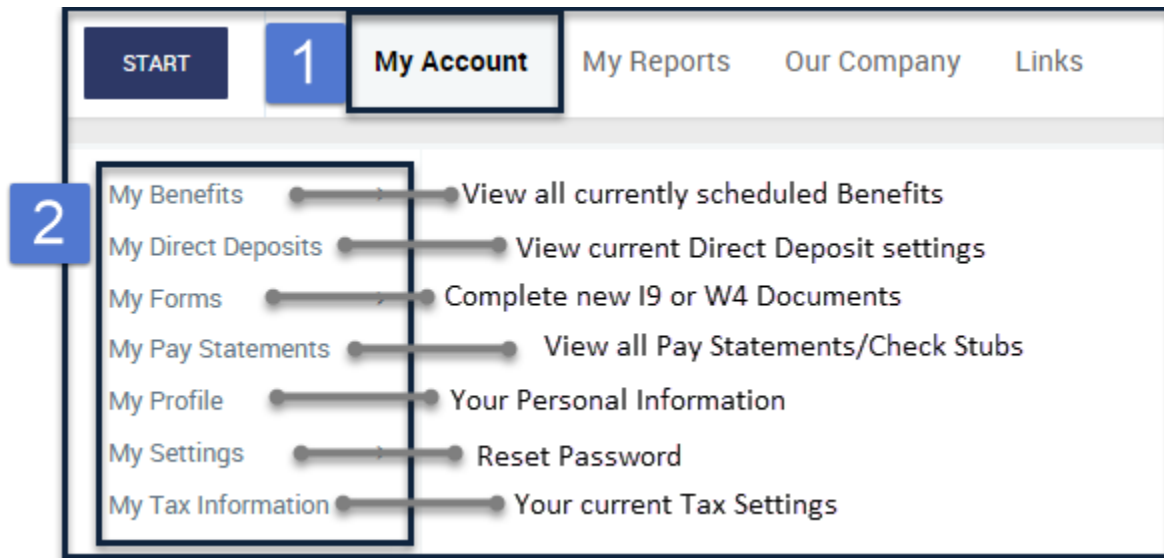 START 1 My Account My Reports Our Company Links
2
My Benefits View all currently scheduled Benefits
My Direct Deposits View current Direct Deposit settings
My Forms Complete new I9 or W4 Documents
My Pay Statements View all Pay Statements/Check Stubs
My Profile Your Personal Information
My Settings Reset Password
My Tax Information Your current Tax Settings